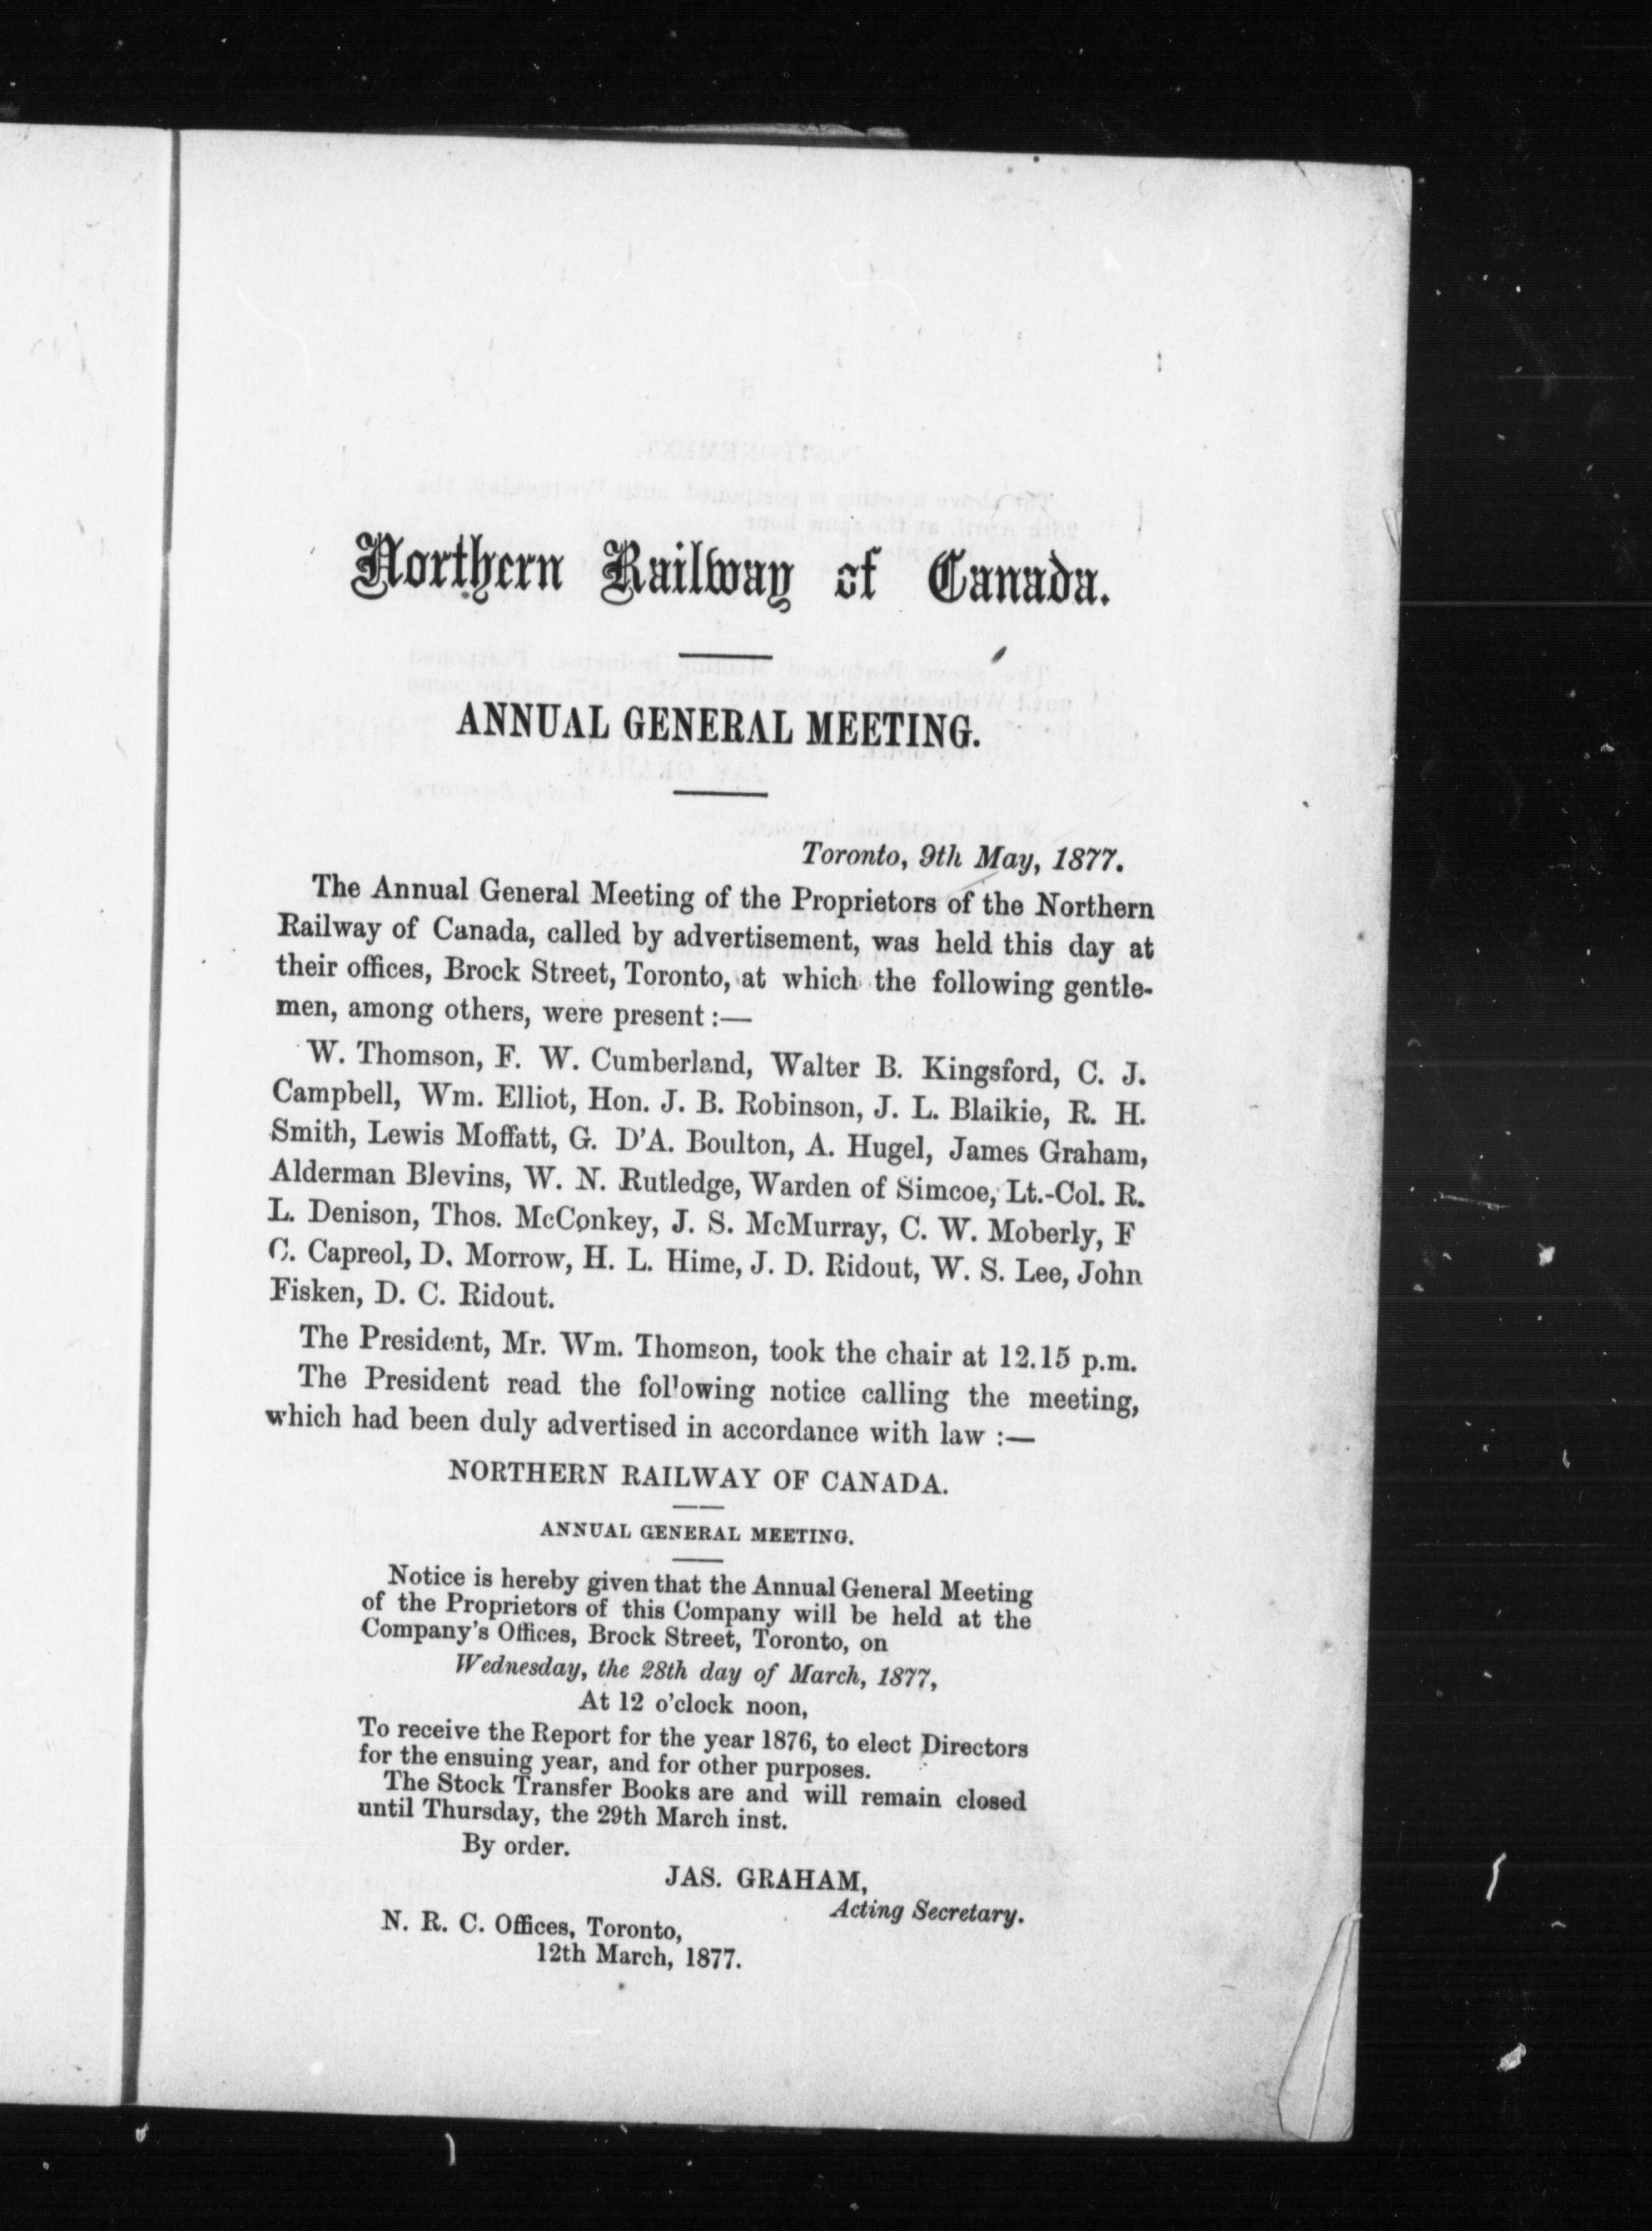 Northern Railway of Canada.
ANNUAL GENERAL MEETING.
Toronto, 9th May, 1877.
The Annual General Meeting of the Proprietors of the Northern
Railway of Canada, called by advertisement, was held this day at
their offices, Brock Street, Toronto, at which the following gentle-
men, among others, were present :—
W. Thomson, F. W. Cumberland, Walter B. Kingsford, C. J.
Campbell, Wm. Elliot, Hon. J. B. Robinson, J. L. Blaikie, R. H.
Smith, Lewis Moffatt, G. D'A. Boulton, A. Hugel, James Graham,
Alderman Blevins, W. N. Rutledge, Warden of Simcoe, Lt.-Col. R.
L. Denison, Thos. McConkey, J. S. McMurray, C. W. Moberly, F
C. Capreol, D. Morrow, H. L. Hime, J. D. Ridout, W. S. Lee, John
Fisken, D. C. Ridout.
The President, Mr. Wm. Thomson, took the chair at 12.15 p.m.
The President read the following notice calling the meeting,
which had been duly advertised in accordance with law :—
NORTHERN RAILWAY OF CANADA.
ANNUAL GENERAL MEETING.
Notice is hereby given that the Annual General Meeting
of the Proprietors of this Company will be held at the
Company's Offices, Brock Street, Toronto, on
Wednesday, the 28th day of March, 1877,
At 12 o'clock noon,
To receive the Report for the year 1876, to elect Directors
for the ensuing year, and for other purposes.
The Stock Transfer Books are and will remain closed
until Thursday, the 29th March inst.
By order.
JAS. GRAHAM,
Acting Secretary.
N. R. C. Offices, Toronto,
12th March, 1877.